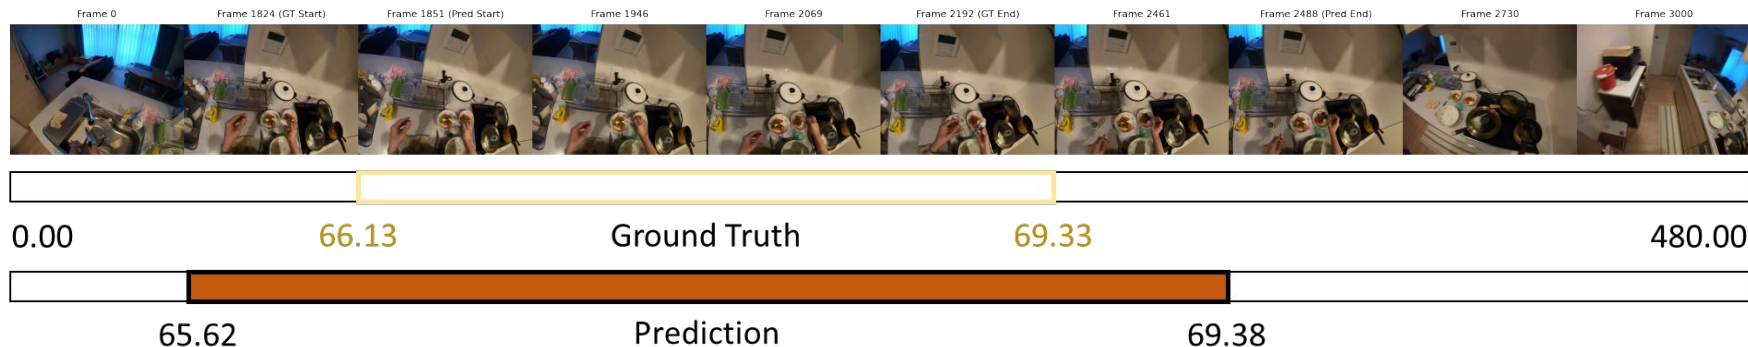 Frame 0 Frame 1824 (GT Start) Frame 1851 (Pred Start) Frame 1946 Frame 2069 Frame 2192 (GT End) Frame 2461 Frame 2488 (Pred End) Frame 2730 Frame 3000
0.00 66.13 Ground Truth 69.33 480.00
65.62 Prediction 69.38